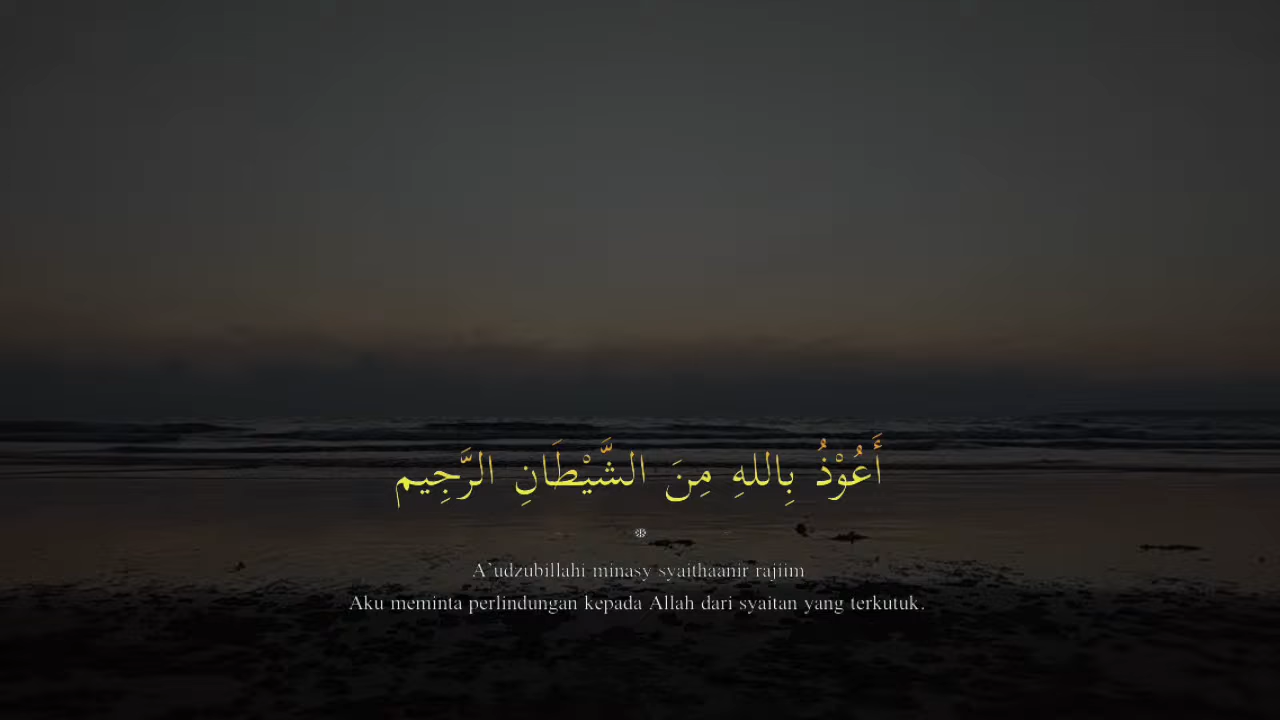 أَعُوْذُ بِاللهِ مِنَ الشَّيْطَانِ الرَّجِيم
A'udzubillahi minasy syaithaanir rajiim
Aku meminta perlindungan kepada Allah dari syaitan yang terkutuk.